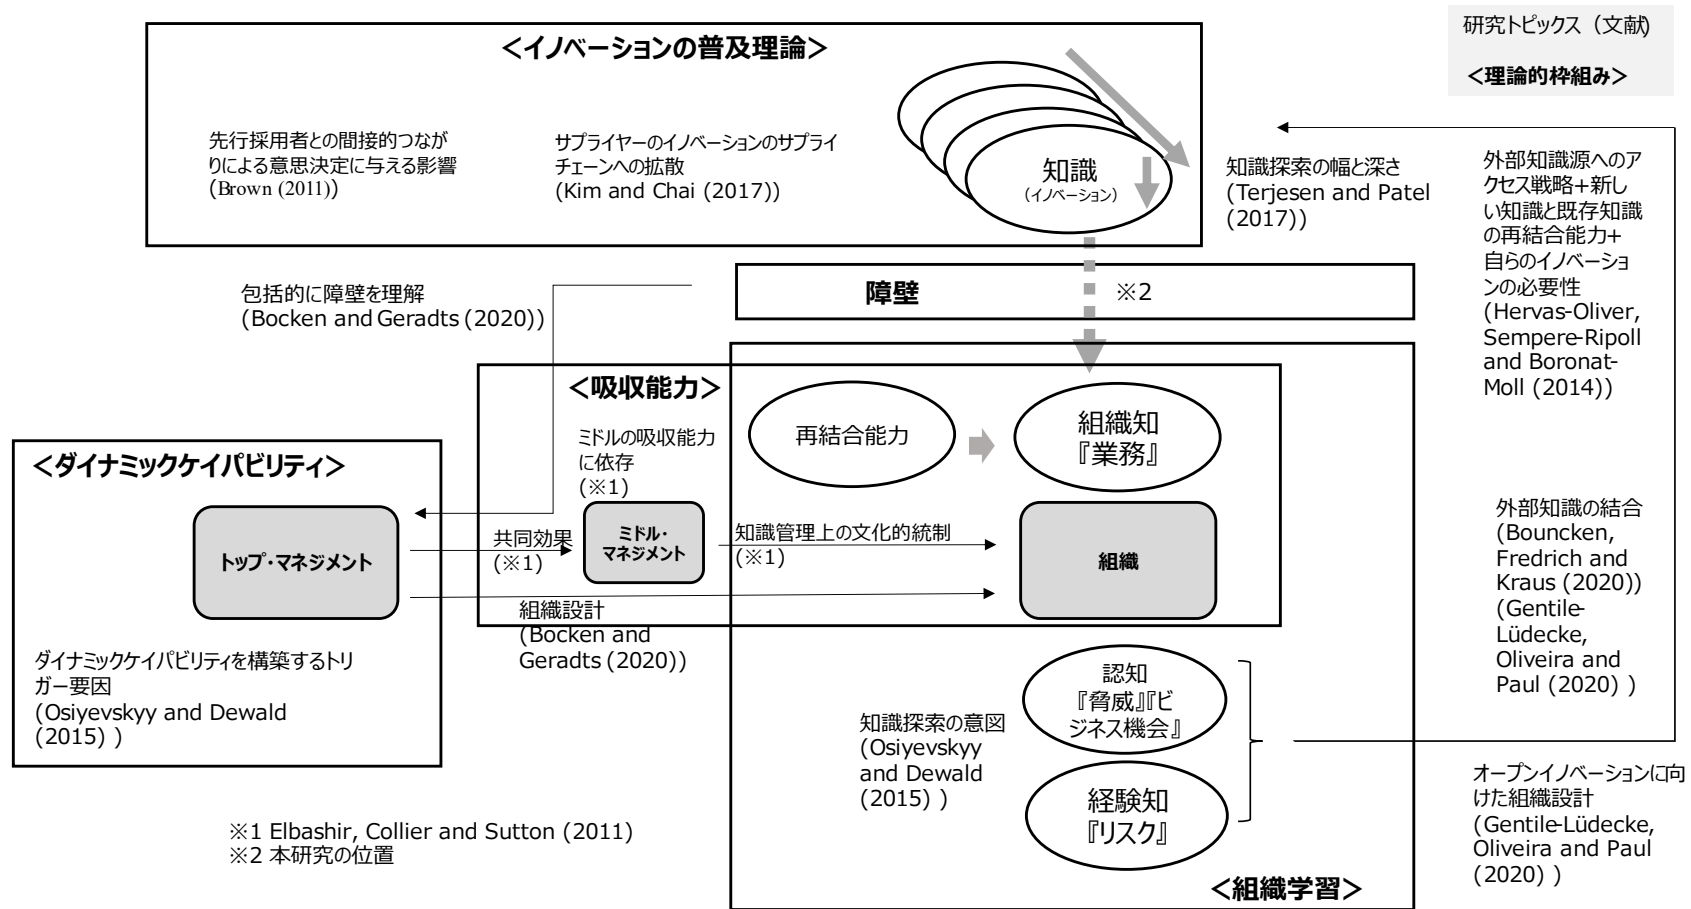 研究トピックス（文献）
＜理論的枠組み＞
＜イノベーションの普及理論＞
先行採用者との間接的つなが
りによる意思決定に与える影響
(Brown (2011))
サプライヤーのイノベーションのサプライ
チェーンへの拡散
(Kim and Chai (2017))
知識
（イノベーション）
知識探索の幅と深さ
(Terjesen and Patel
(2017))
外部知識源へのア
クセス戦略＋新し
い知識と既存知識
の再結合能力＋
自らのイノベーショ
ンの必要性
(Hervas-Oliver,
Sempere-Ripoll
and Boronat-
Moll (2014))
包括的に障壁を理解
(Bocken and Geradts (2020))
障壁
※2
＜吸収能力＞
ミドルの吸収能力
に依存
(※1)
再結合能力
組織知
『業務』
＜ダイナミックケイパビリティ＞
トップ・マネジメント
共同効果
(※1)
ミドル・
マネジメント
知識管理上の文化的統制
(※1)
組織
組織設計
(Bocken and
Geradts (2020))
外部知識の結合
(Bouncken,
Fredrich and
Kraus (2020))
(Gentile-
Lüdecke,
Oliveira and
Paul (2020) )
ダイナミックケイパビリティを構築するトリ
ガー要因
(Osiyevskyy and Dewald
(2015) )
認知
『脅威』『ビ
ジネス機会』
知識探索の意図
(Osiyevskyy
and Dewald
(2015) )
経験知
『リスク』
オープンイノベーションに向
けた組織設計
(Gentile-Lüdecke,
Oliveira and Paul
(2020) )
※1 Elbashir, Collier and Sutton (2011)
※2 本研究の位置
＜組織学習＞